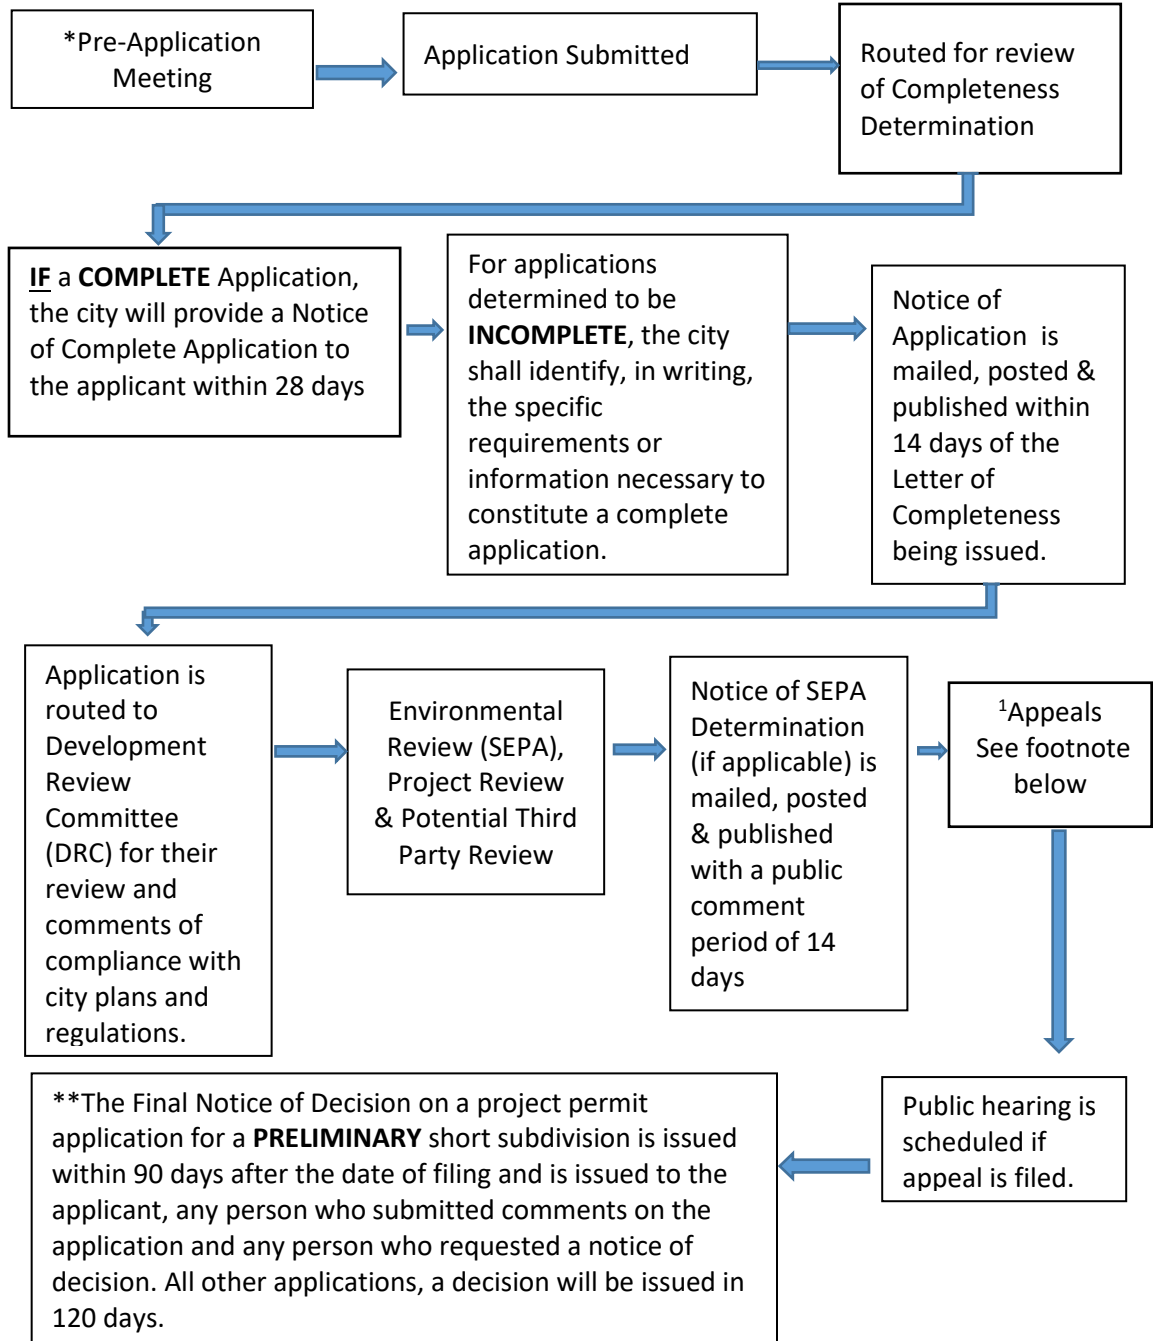 *Pre-Application
Meeting
Application Submitted
Routed for review
of Completeness
Determination
IF a COMPLETE Application,
the city will provide a Notice
of Complete Application to
the applicant within 28 days
For applications
determined to be
INCOMPLETE, the city
shall identify, in writing,
the specific
requirements or
information necessary to
constitute a complete
application.
Notice of
Application is
mailed, posted &
published within
14 days of the
Letter of
Completeness
being issued.
Application is
routed to
Development
Review
Committee
(DRC) for their
review and
comments of
compliance with
city plans and
regulations.
Environmental
Review (SEPA),
Project Review
& Potential Third
Party Review
Notice of SEPA
Determination
(if applicable) is
mailed, posted
& published
with a public
comment
period of 14
days
¹Appeals
See footnote
below
Public hearing is
scheduled if
appeal is filed.
**The Final Notice of Decision on a project permit
application for a PRELIMINARY short subdivision is issued
within 90 days after the date of filing and is issued to the
applicant, any person who submitted comments on the
application and any person who requested a notice of
decision. All other applications, a decision will be issued in
120 days.